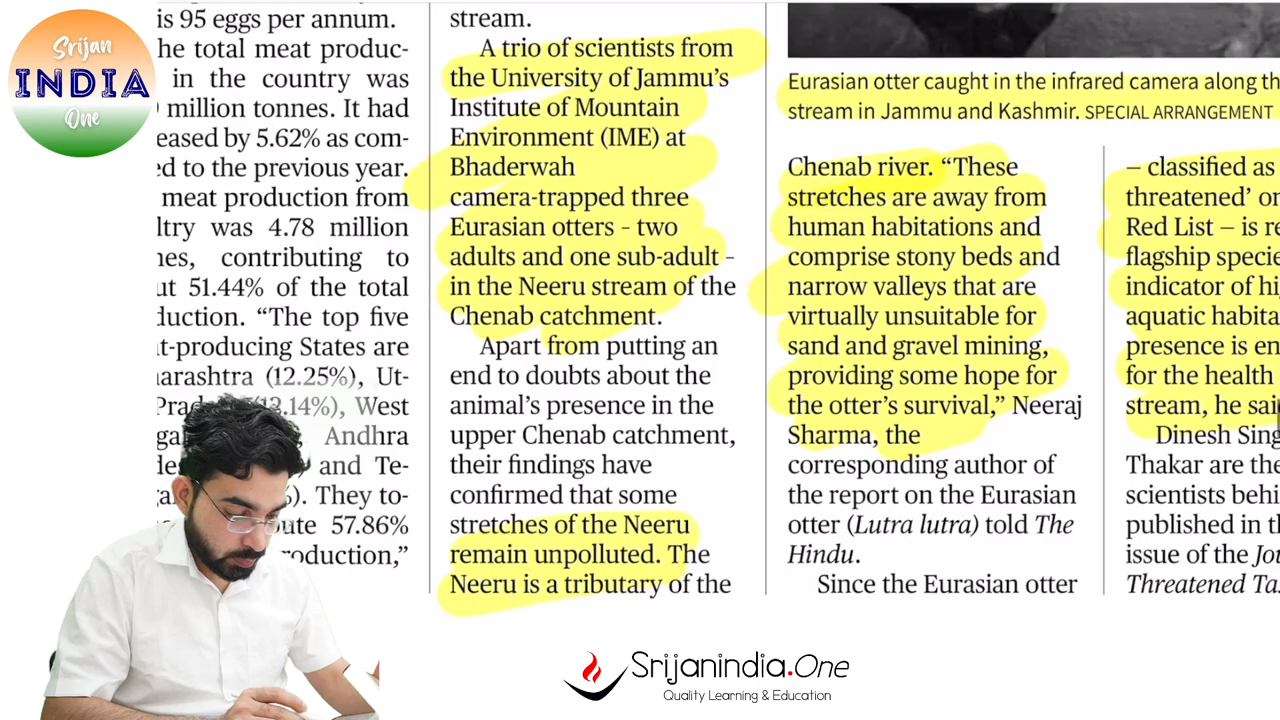 Srijan
INDIA
One
is 95 eggs per annum.
he total meat produc-
in the country was
million tonnes. It had
eased by 5.62% as com-
ed to the previous year.
meat production from
ltry was 4.78 million
nes, contributing to
ut 51.44% of the total
duction. “The top five
t-producing States are
arashtra (12.25%), Ut-
Prad (12.14%), West
Andhra
and Te-
They to-
ute 57.86%
roduction,”
stream.
A trio of scientists from
the University of Jammu’s
Institute of Mountain
Environment (IME) at
Bhaderwah
camera-trapped three
Eurasian otters – two
adults and one sub-adult –
in the Neeru stream of the
Chenab catchment.
Apart from putting an
end to doubts about the
animal’s presence in the
upper Chenab catchment,
their findings have
confirmed that some
stretches of the Neeru
remain unpolluted. The
Neeru is a tributary of the
Eurasian otter caught in the infrared camera along th
stream in Jammu and Kashmir. SPECIAL ARRANGEMENT
Chenab river. “These
stretches are away from
human habitations and
comprise stony beds and
narrow valleys that are
virtually unsuitable for
sand and gravel mining,
providing some hope for
the otter’s survival,” Neeraj
Sharma, the
corresponding author of
the report on the Eurasian
otter (Lutra lutra) told The
Hindu.
Since the Eurasian otter
– classified as
threatened’ on
Red List – is re
flagship specie
indicator of hi
aquatic habita
presence is en
for the health
stream, he sai
Dinesh Sing
Thakar are the
scientists behi
published in th
issue of the Jou
Threatened Ta
Srijanindia.One
Quality Learning & Education